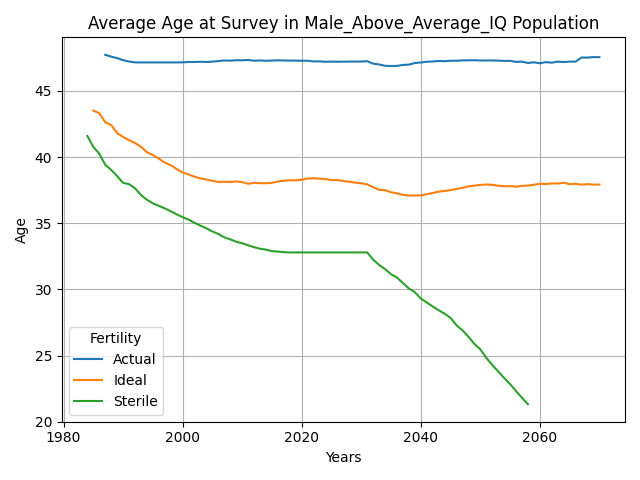 Average Age at Survey in Male_Above_Average_IQ Population
Age
45
40
35
30
25
20
Fertility
Actual
Ideal
Sterile
1980
2000
2020
2040
2060
Years